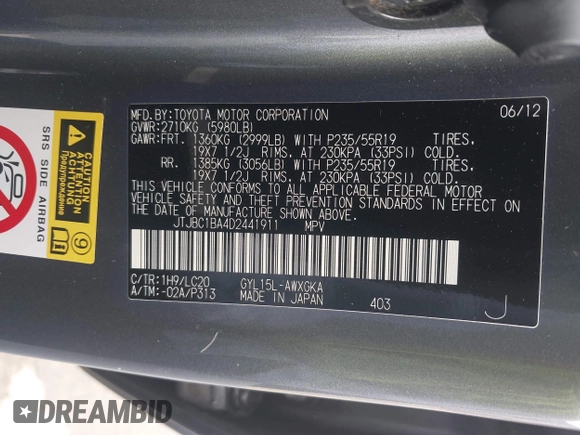 SRS SIDE AIRBAG
ATTENTION
ACHTUNG
Предупреждение
9
MFD.BY:TOYOTA MOTOR CORPORATION 06/12
GVWR:2710KG (5980LB)
GAWR:FRT. 1360KG (2999LB) WITH P235/55R19 TIRES.
19X7 1/2J RIMS. AT 230KPA (33PSI) COLD.
RR. 1385KG (3056LB) WITH P235/55R19 TIRES.
19X7 1/2J RIMS. AT 230KPA (33PSI) COLD.
THIS VEHICLE CONFORMS TO ALL APPLICABLE FEDERAL MOTOR
VEHICLE SAFETY AND THEFT PREVENTION STANDARDS IN EFFECT ON
THE DATE OF MANUFACTURE SHOWN ABOVE.
JTJBC1BA4D2441911 MPV
C/TR:1H9/LC20 GYL15L-AWXGKA
A/TM:-02A/P313 MADE IN JAPAN 403 J
DREAMBID